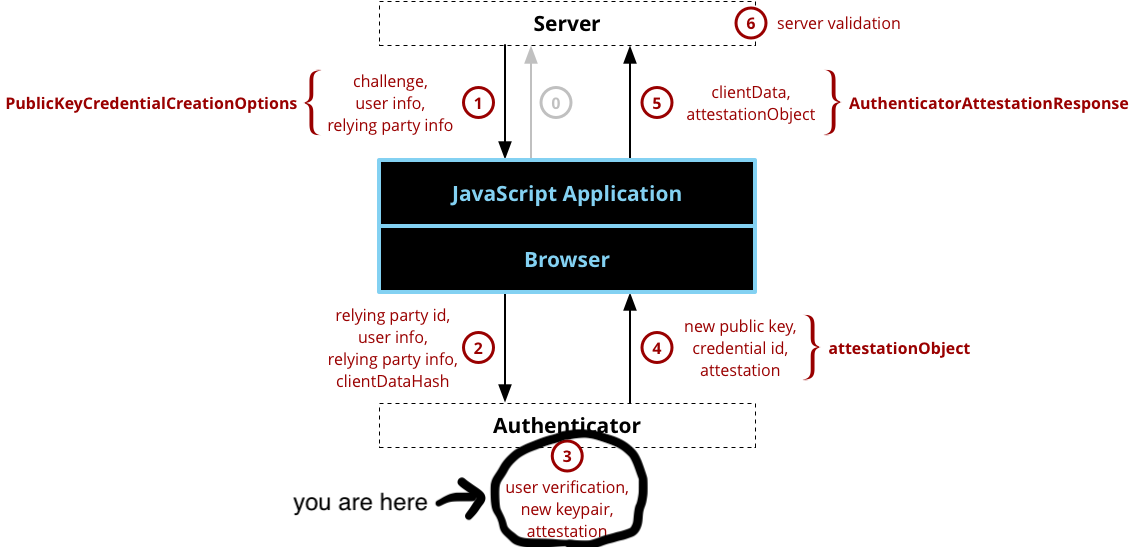 Server
6 server validation
challenge,
user info,
relying party info
PublicKeyCredentialCreationOptions
1
0
5
clientData,
attestationObject
AuthenticatorAttestationResponse
JavaScript Application
Browser
relying party id,
user info,
relying party info,
clientDataHash
2
4
new public key,
credential id,
attestation
attestationObject
Authenticator
3
user verification,
new keypair,
attestation
you are here